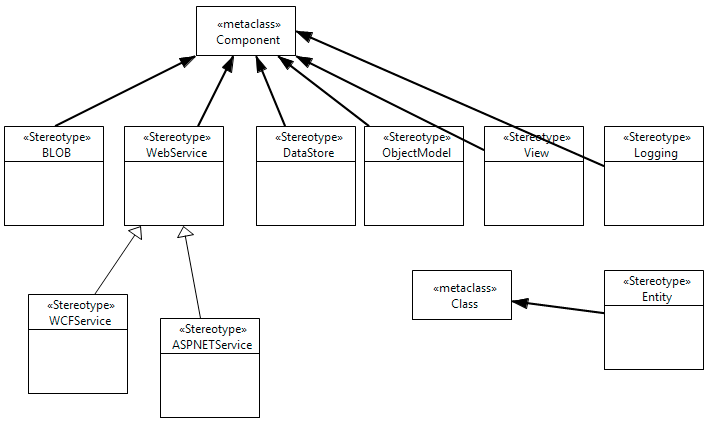 «metaclass»
Component
«Stereotype»
BLOB
«Stereotype»
WebService
«Stereotype»
DataStore
«Stereotype»
ObjectModel
«Stereotype»
View
«Stereotype»
Logging
«metaclass»
Class
«Stereotype»
Entity
«Stereotype»
WCFService
«Stereotype»
ASPNETService